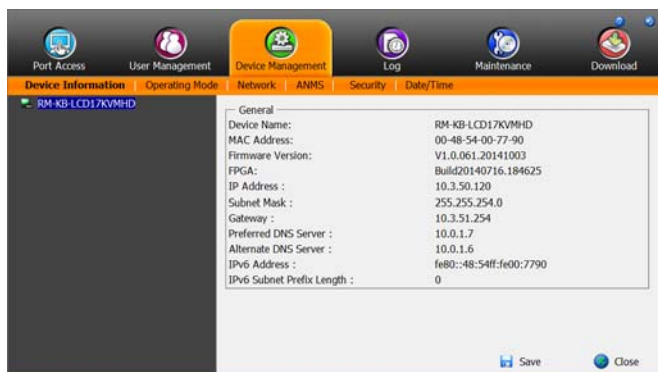 Port Access User Management Device Management Log Maintenance Download
Device Information Operating Mode Network ANMS Security Date/Time
RM-KB-LCD17KVMHD
General
Device Name: RM-KB-LCD17KVMHD
MAC Address: 00-48-54-00-77-90
Firmware Version: V1.0.061.20141003
FPGA: Build20140716.184625
IP Address : 10.3.50.120
Subnet Mask : 255.255.254.0
Gateway : 10.3.51.254
Preferred DNS Server : 10.0.1.7
Alternate DNS Server : 10.0.1.6
IPv6 Address : fe80::48:54ff:fe00:7790
IPv6 Subnet Prefix Length : 0
Save Close